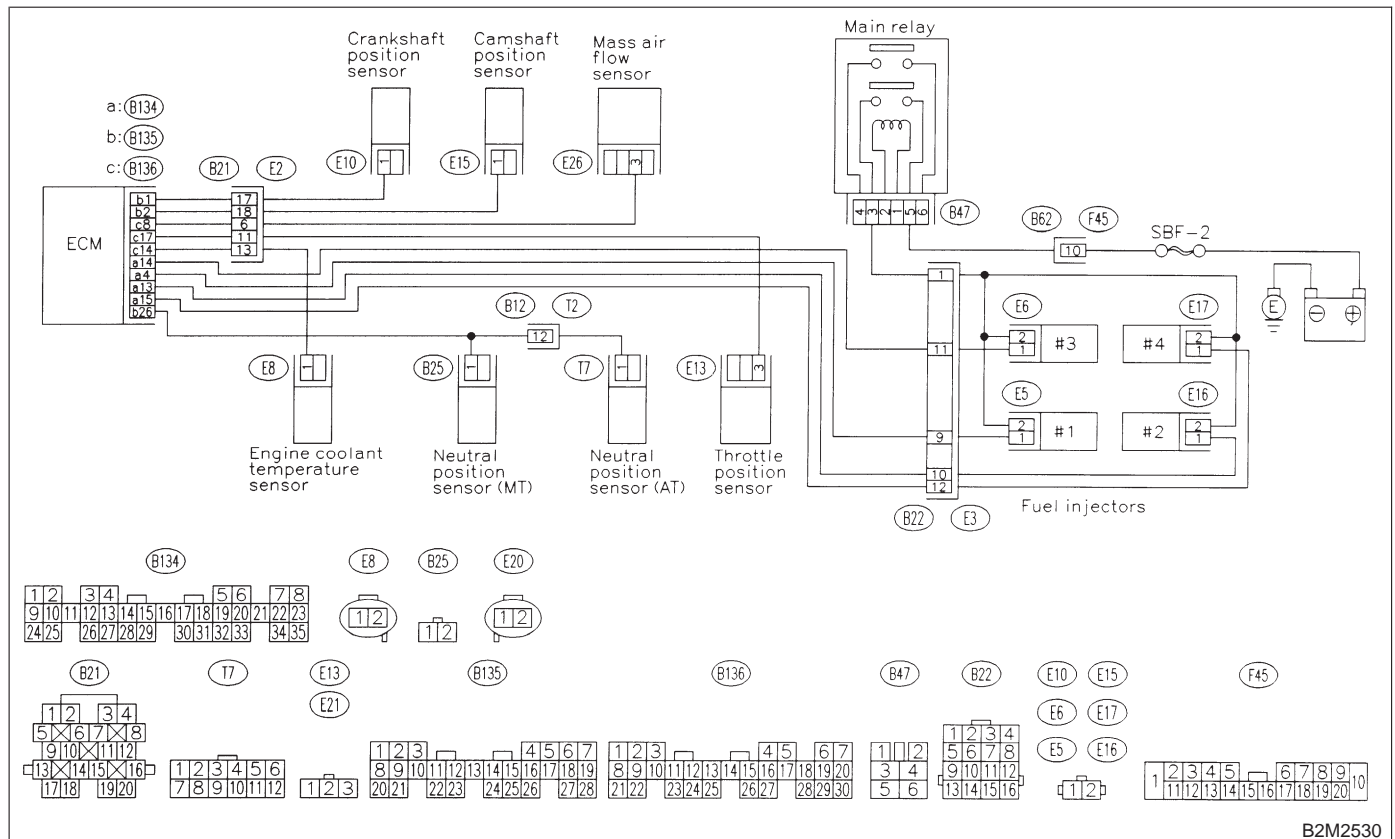 Crankshaft
position
sensor
Camshaft
position
sensor
Mass air
flow
sensor
Main relay
a: B134
b: B135
c: B136
B21
E2
E10
1
E15
1
E26
3
4 3 2 1 5 6
B47
B62
F45
SBF-2
10
ECM
b1
b2
c8
c17
c14
a14
a4
a13
a15
b26
17
18
6
11
13
B12
T2
12
1
11
9
10
12
E6
2
1
#3
E17
2
1
#4
E5
2
1
#1
E16
2
1
#2
E
E8
1
B25
1
T7
1
E13
3
Engine coolant
temperature
sensor
Neutral
position
sensor (MT)
Neutral
position
sensor (AT)
Throttle
position
sensor
B22
E3
Fuel injectors
B134
1 2 3 4 5 6 7 8
9 10 11 12 13 14 15 16 17 18 19 20 21 22 23
24 25 26 27 28 29 30 31 32 33 34 35
E8
1 2
B25
1 2
E20
1 2
B21
1 2 3 4
5 6 7 8
9 10 11 12
13 14 15 16
17 18 19 20
T7
1 2 3 4 5 6
7 8 9 10 11 12
E13
E21
1 2 3
B135
1 2 3 4 5 6 7
8 9 10 11 12 13 14 15 16 17 18 19
20 21 22 23 24 25 26 27 28
B136
1 2 3 4 5 6 7
8 9 10 11 12 13 14 15 16 17 18 19 20
21 22 23 24 25 26 27 28 29 30
B47
1 2
3 4
5 6
B22
1 2 3 4
5 6 7 8
9 10 11 12
13 14 15 16
E10
E15
E6
E17
E5
E16
1 2
F45
1 2 3 4 5 6 7 8 9 10
11 12 13 14 15 16 17 18 19 20
B2M2530